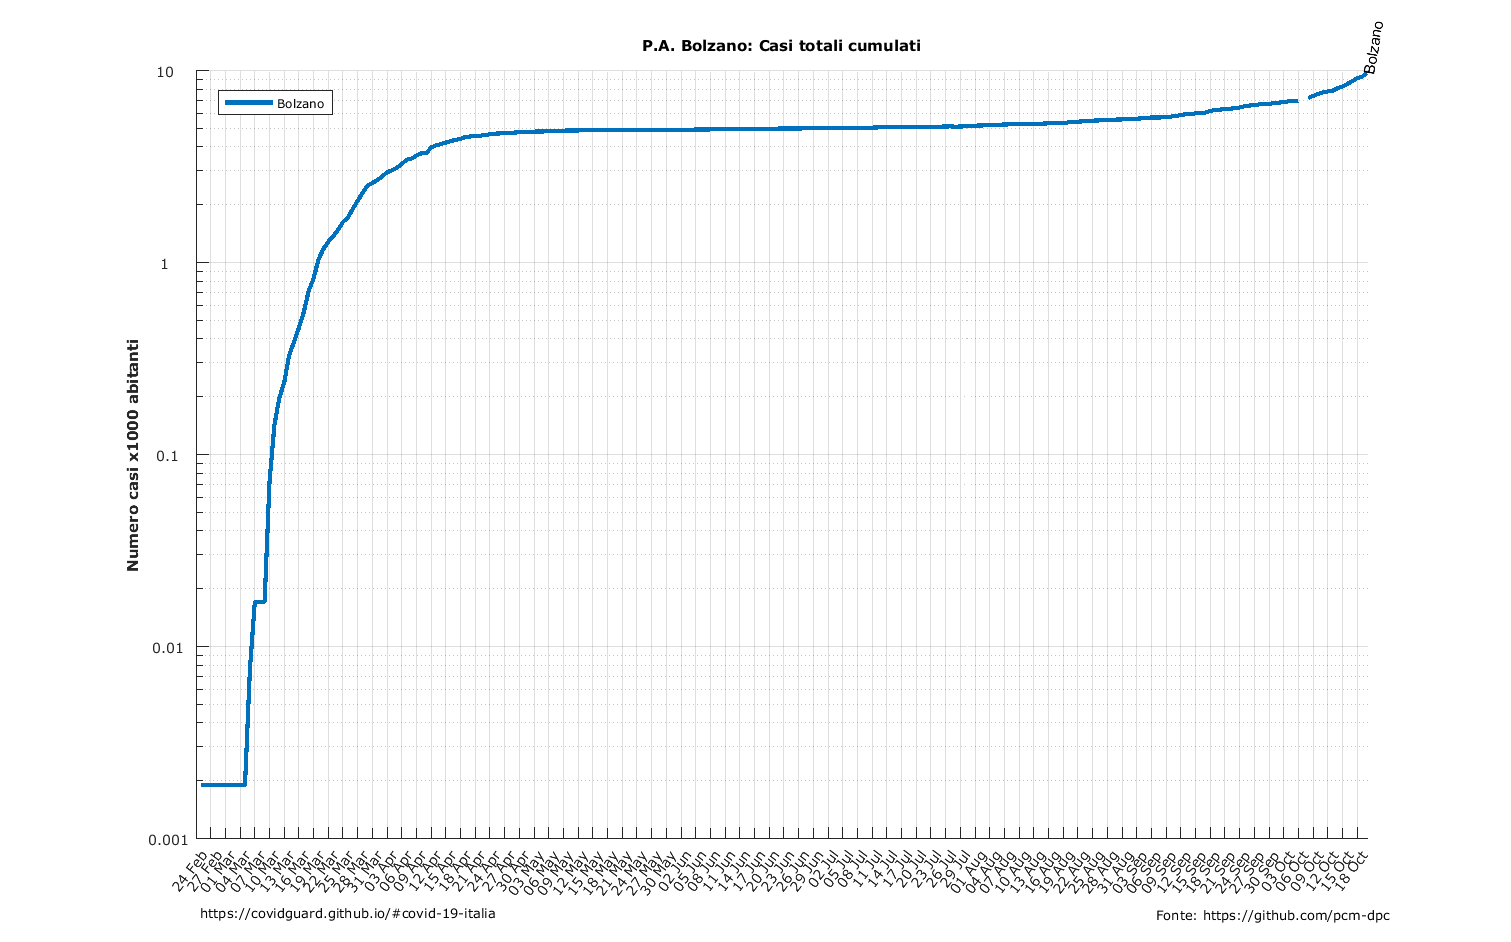 P.A. Bolzano: Casi totali cumulati
Bolzano
Bolzano
Numero casi x1000 abitanti
10
1
0.1
0.01
0.001
24 Feb
27 Feb
01 Mar
04 Mar
07 Mar
10 Mar
13 Mar
16 Mar
19 Mar
22 Mar
25 Mar
28 Mar
31 Mar
03 Apr
06 Apr
09 Apr
12 Apr
15 Apr
18 Apr
21 Apr
24 Apr
27 Apr
30 Apr
03 May
06 May
09 May
12 May
15 May
18 May
21 May
24 May
27 May
30 May
02 Jun
05 Jun
08 Jun
11 Jun
14 Jun
17 Jun
20 Jun
23 Jun
26 Jun
29 Jun
02 Jul
05 Jul
08 Jul
11 Jul
14 Jul
17 Jul
20 Jul
23 Jul
26 Jul
29 Jul
01 Aug
04 Aug
07 Aug
10 Aug
13 Aug
16 Aug
19 Aug
22 Aug
25 Aug
28 Aug
31 Aug
03 Sep
06 Sep
09 Sep
12 Sep
15 Sep
18 Sep
21 Sep
24 Sep
27 Sep
30 Sep
03 Oct
06 Oct
09 Oct
12 Oct
15 Oct
18 Oct
https://covidguard.github.io/#covid-19-italia
Fonte: https://github.com/pcm-dpc